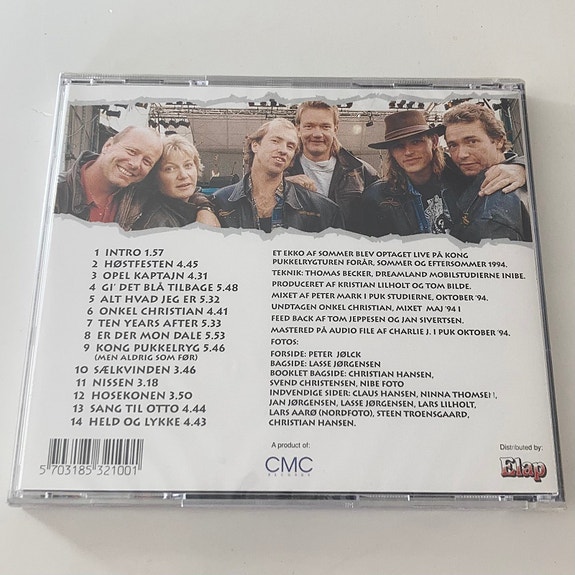 1 INTRO 1.57
2 HØSTFESTEN 4.45
3 OPEL KAPTAJN 4.31
4 GI' DET BLÅ TILBAGE 5.48
5 ALT HVAD JEG ER 5.32
6 ONKEL CHRISTIAN 4.41
7 TEN YEARS AFTER 5.33
8 ER DER MON DALE 5.53
9 KONG PUKKELRYG 5.46
(MEN ALDRIG SOM FØR)
10 SÆLKVINDEN 3.46
11 NISSEN 3.18
12 HOSEKONEN 3.50
13 SANG TIL OTTO 4.44
14 HELD OG LYKKE 4.43
ET EKKO AF SOMMER BLEV OPTAGET LIVE PÅ KONG
PUKKELRYGTUREN FORÅR, SOMMER OG EFTERSOMMER 1994.
TEKNIK: THOMAS BECKER, DREAMLAND MOBILSTUDIERNE INIBE.
PRODUCERET AF KRISTIAN LILHOLT OG TOM BILDE.
MIXET AF PETER MARK I PUK STUDIERNE, OKTOBER '94.
UNDTAGEN ONKEL CHRISTIAN, MIXET MAJ '94 I
FEED BACK AF TOM JEPPESEN OG JAN SIVERTSEN.
MASTERED PÅ AUDIO FILE AF CHARLIE J. I PUK OKTOBER '94.
FOTOS:
FORSIDE: PETER JØLCK
BAGSIDE: LASSE JØRGENSEN
BOOKLET BAGSIDE: CHRISTIAN HANSEN,
SVEND CHRISTENSEN, NIBE FOTO
INDVENDIGE SIDER: CLAUS HANSEN, NINNA
JAN JØRGENSEN, LASSE JØRGENSEN, LARS LILHOLT,
LARS AARØ (NORDFOTO), STEEN TROENSGAARD,
CHRISTIAN HANSEN.
5 703185 321001
A product of:
CMC
RECORDS
Distributed by:
Elap